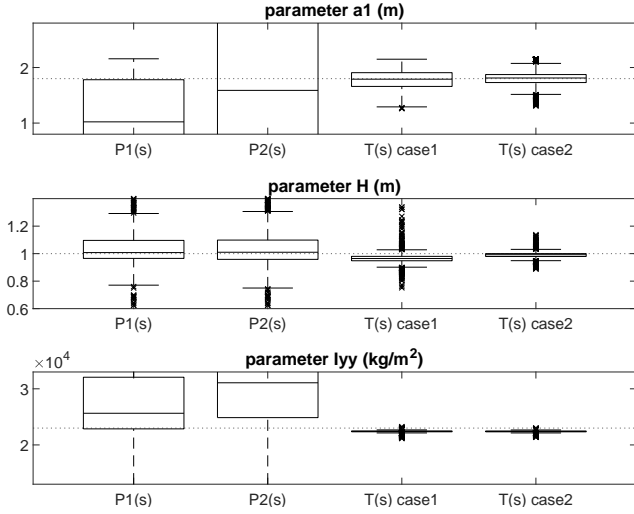 parameter a1 (m)
2
1
P1(s) P2(s) T(s) case1 T(s) case2
parameter H (m)
1.2
1
0.8
0.6
P1(s) P2(s) T(s) case1 T(s) case2
×10⁴
parameter Iyy (kg/m²)
3
2
P1(s) P2(s) T(s) case1 T(s) case2